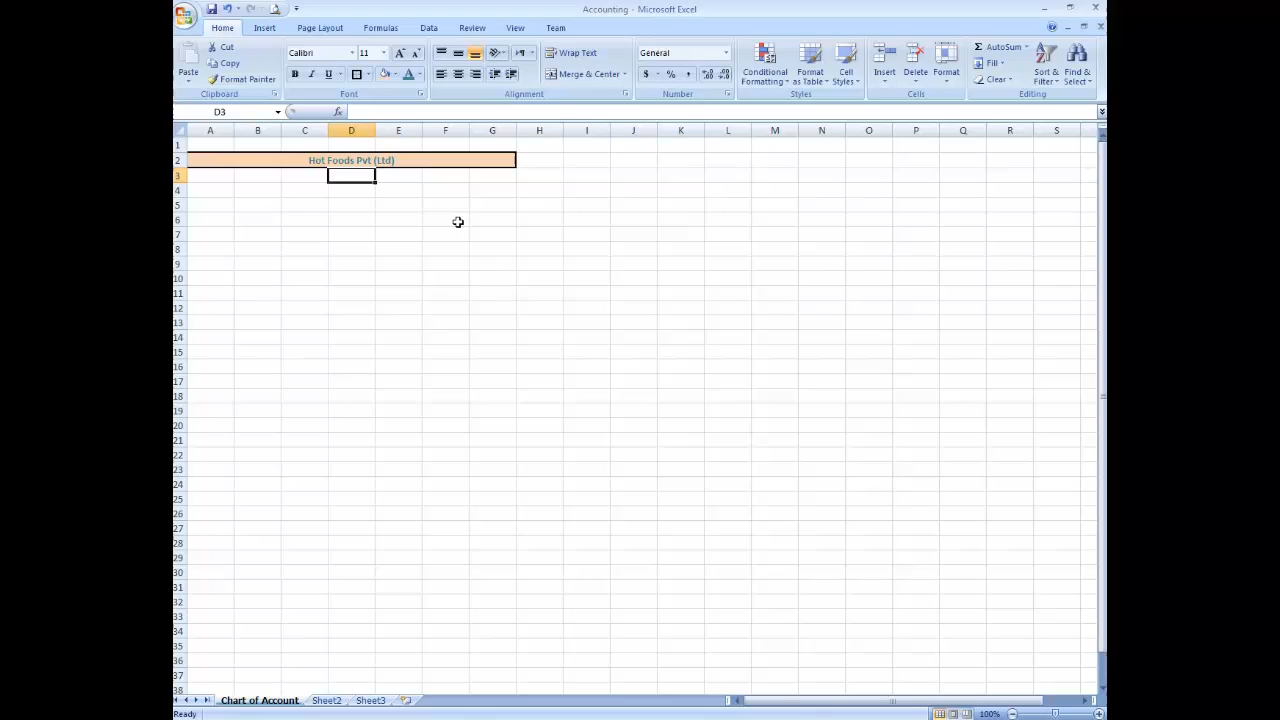 Accounting - Microsoft Excel
Home Insert Page Layout Formulas Data Review View Team
Paste Cut Copy Format Painter Clipboard
Calibri 11 A A B I U A Font
Wrap Text Merge & Center Alignment
General $ % , Number
Conditional Formatting Format as Table Cell Styles Styles
Insert Delete Format Cells
Σ AutoSum Fill Clear Sort & Filter Find & Select Editing
D3 fx
A B C D G H I J K L M N P Q R S
1
2 Hot Foods Pvt (Ltd)
3
4
5
6
7
8
9
10
11
12
13
14
15
16
17
18
19
20
21
22
23
24
25
26
27
28
29
30
31
32
33
34
35
36
37
38
Chart of Account Sheet2 Sheet3
Ready 100%